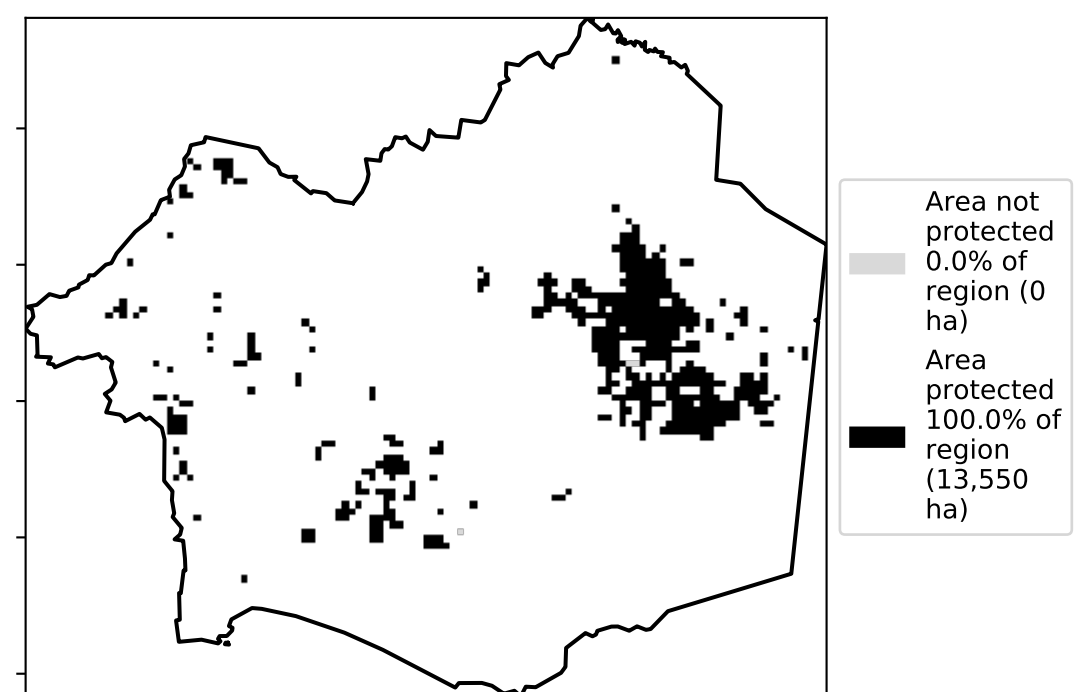 Area not
protected
0.0% of
region (0
ha)
Area
protected
100.0% of
region
(13,550
ha)